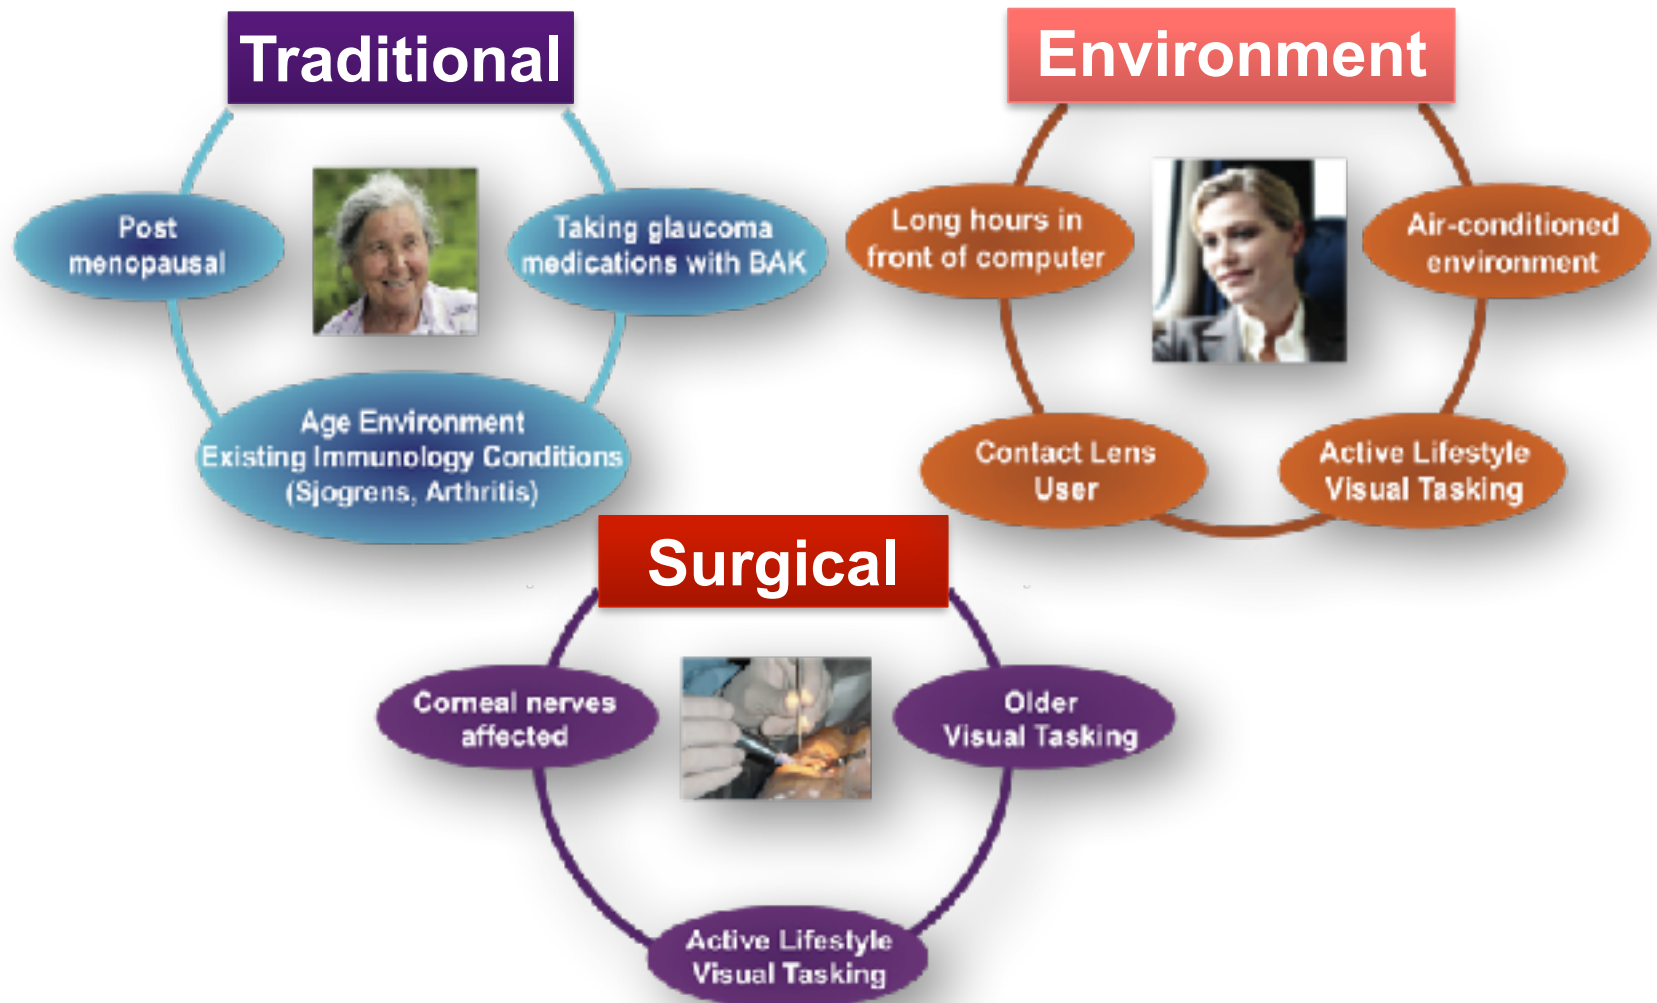 Traditional
Post
menopausal
Taking glaucoma
medications with BAK
Age Environment
Existing Immunology Conditions
(Sjogrens, Arthritis)
Environment
Long hours in
front of computer
Air-conditioned
environment
Contact Lens
User
Active Lifestyle
Visual Tasking
Surgical
Corneal nerves
affected
Older
Visual Tasking
Active Lifestyle
Visual Tasking